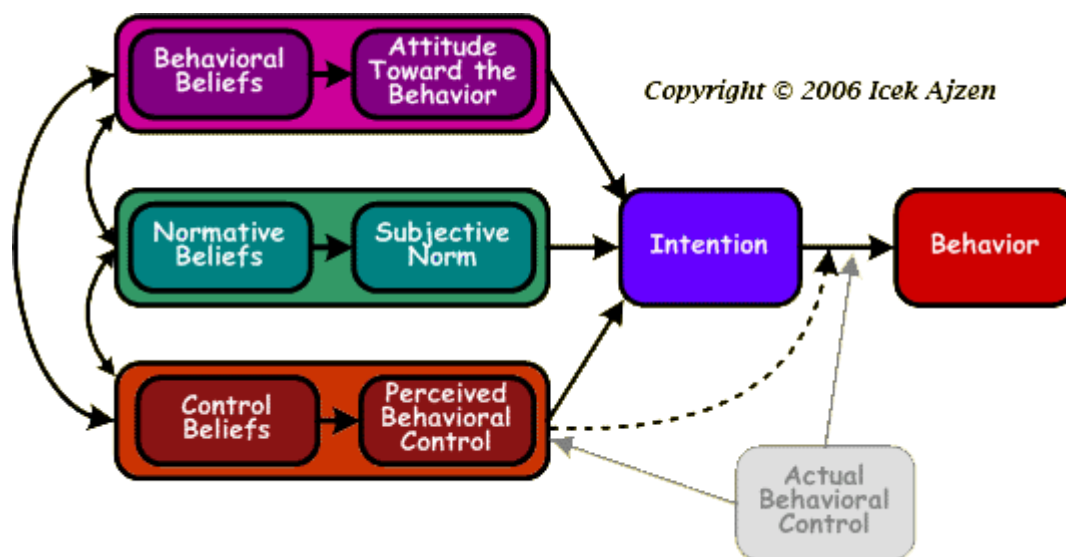 Behavioral
Beliefs
Attitude
Toward the
Behavior
Copyright © 2006 Icek Ajzen
Normative
Beliefs
Subjective
Norm
Intention
Behavior
Control
Beliefs
Perceived
Behavioral
Control
Actual
Behavioral
Control